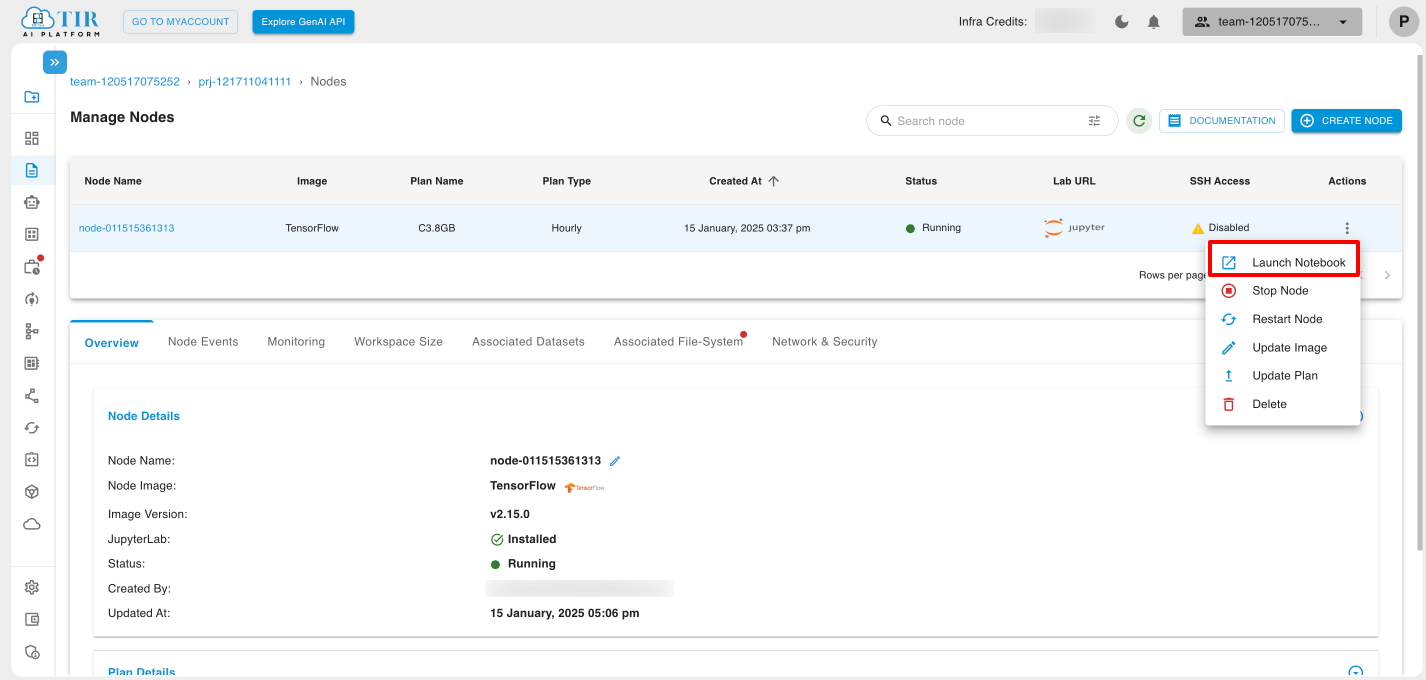 TIR
AI PLATFORM
GO TO MYACCOUNT
Explore GenAI API
Infra Credits:
team-120517075...
P
team-120517075252 › prj-121711041111 › Nodes
Manage Nodes
Search node
DOCUMENTATION
CREATE NODE
Node Name Image Plan Name Plan Type Created At Status Lab URL SSH Access Actions
node-011515361313 TensorFlow C3.8GB Hourly 15 January, 2025 03:37 pm Running jupyter Disabled
Rows per page
Launch Notebook
Stop Node
Restart Node
Update Image
Update Plan
Delete
Overview Node Events Monitoring Workspace Size Associated Datasets Associated File-System Network & Security
Node Details
Node Name: node-011515361313
Node Image: TensorFlow TensorFlow
Image Version: v2.15.0
JupyterLab: Installed
Status: Running
Created By:
Updated At: 15 January, 2025 05:06 pm
Plan Details